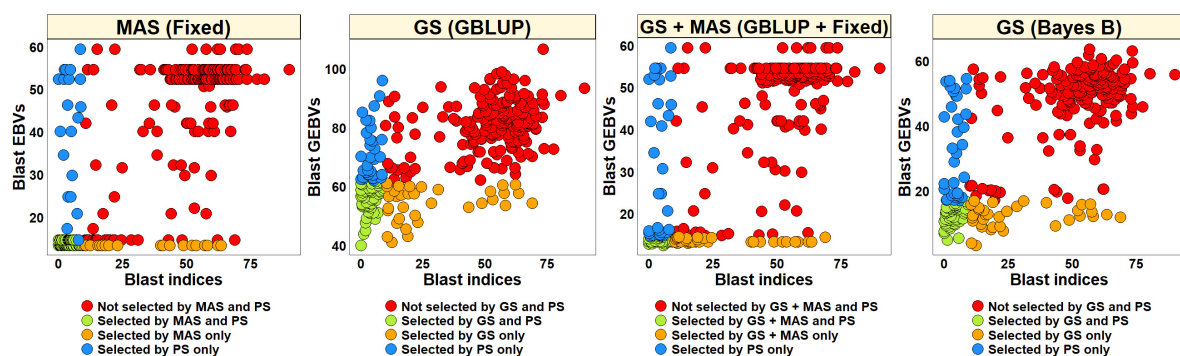 MAS (Fixed)
60
50
40
30
20
Blast EBVs
0 25 50 75
Blast indices
Not selected by MAS and PS
Selected by MAS and PS
Selected by MAS only
Selected by PS only
GS (GBLUP)
100
80
60
40
Blast GEBVs
0 25 50 75
Blast indices
Not selected by GS and PS
Selected by GS and PS
Selected by GS only
Selected by PS only
GS + MAS (GBLUP + Fixed)
60
50
40
30
20
Blast GEBVs
0 25 50 75
Blast indices
Not selected by GS + MAS and PS
Selected by GS + MAS and PS
Selected by GS + MAS only
Selected by PS only
GS (Bayes B)
60
40
20
Blast GEBVs
0 25 50 75
Blast indices
Not selected by GS and PS
Selected by GS and PS
Selected by GS only
Selected by PS only